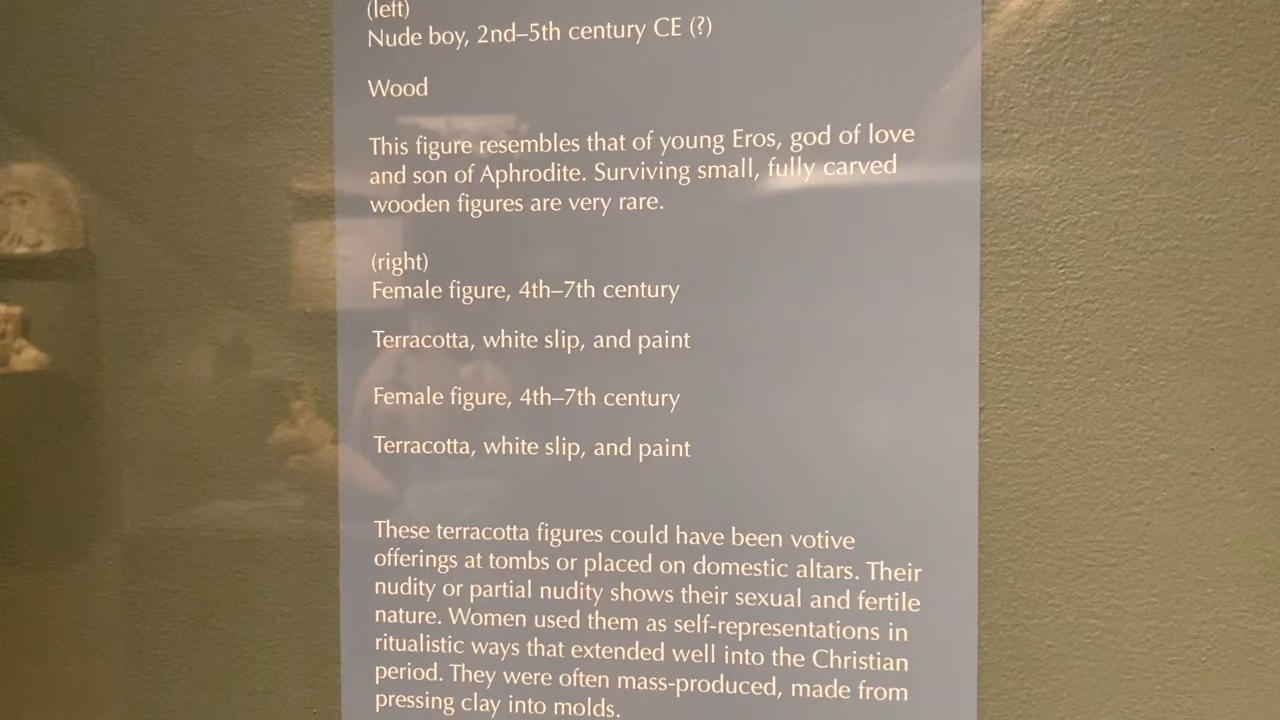 (left)
Nude boy, 2nd–5th century CE (?)
Wood
This figure resembles that of young Eros, god of love
and son of Aphrodite. Surviving small, fully carved
wooden figures are very rare.
(right)
Female figure, 4th–7th century
Terracotta, white slip, and paint
Female figure, 4th–7th century
Terracotta, white slip, and paint
These terracotta figures could have been votive
offerings at tombs or placed on domestic altars. Their
nudity or partial nudity shows their sexual and fertile
nature. Women used them as self-representations in
ritualistic ways that extended well into the Christian
period. They were often mass-produced, made from
pressing clay into molds.